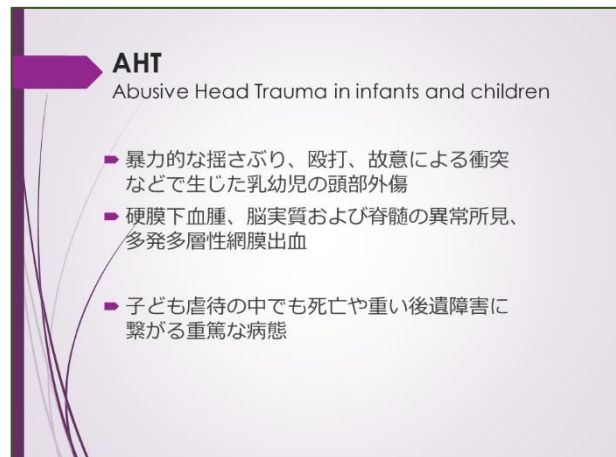 AHT
Abusive Head Trauma in infants and children
暴力的な揺さぶり、殴打、故意による衝突
などで生じた乳幼児の頭部外傷
硬膜下血腫、脳実質および脊髄の異常所見、
多発多層性網膜出血
子ども虐待の中でも死亡や重い後遺障害に
繋がる重篤な病態